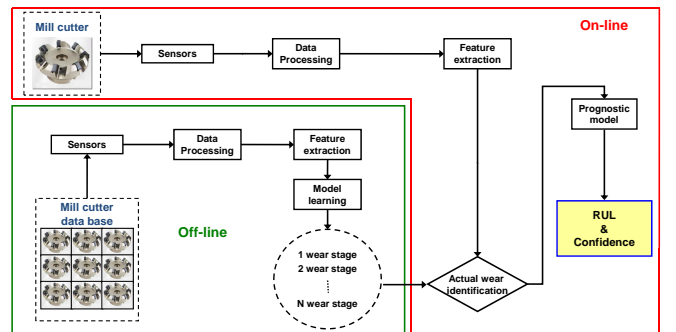 On-line
Mill cutter
Sensors
Data
Processing
Feature
extraction
Prognostic
model
Sensors
Data
Processing
Feature
extraction
Model
learning
Mill cutter
data base
Off-line
1 wear stage
2 wear stage
⋮
N wear stage
Actual wear
identification
RUL
&
Confidence